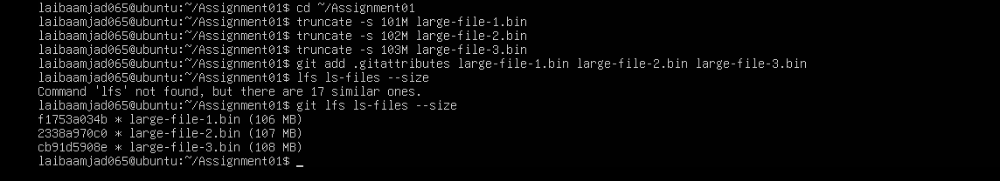 laibaamjad065@ubuntu:~/Assignment01$ cd ~/Assignment01
laibaamjad065@ubuntu:~/Assignment01$ truncate -s 101M large-file-1.bin
laibaamjad065@ubuntu:~/Assignment01$ truncate -s 102M large-file-2.bin
laibaamjad065@ubuntu:~/Assignment01$ truncate -s 103M large-file-3.bin
laibaamjad065@ubuntu:~/Assignment01$ git add .gitattributes large-file-1.bin large-file-2.bin large-file-3.bin
laibaamjad065@ubuntu:~/Assignment01$ lfs ls-files --size
Command 'lfs' not found, but there are 17 similar ones.
laibaamjad065@ubuntu:~/Assignment01$ git lfs ls-files --size
f1753a034b * large-file-1.bin (106 MB)
2338a970c0 * large-file-2.bin (107 MB)
cb91d5908e * large-file-3.bin (108 MB)
laibaamjad065@ubuntu:~/Assignment01$ _